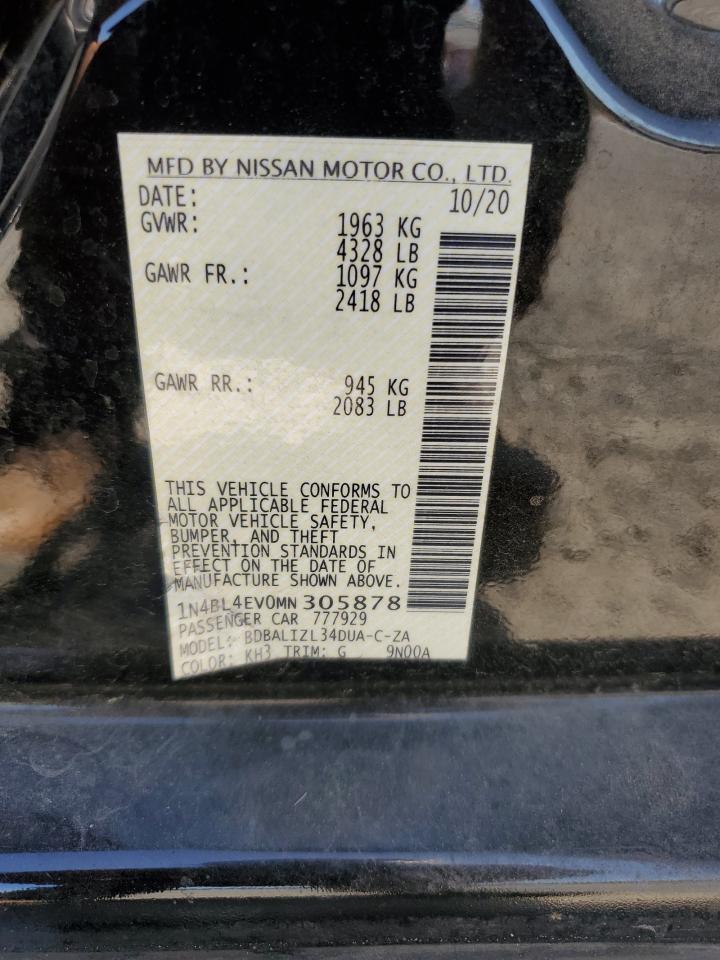 MFD BY NISSAN MOTOR CO., LTD.
DATE: 10/20
GVWR: 1963 KG
4328 LB
GAWR FR.: 1097 KG
2418 LB
GAWR RR.: 945 KG
2083 LB
THIS VEHICLE CONFORMS TO
ALL APPLICABLE FEDERAL
MOTOR VEHICLE SAFETY,
BUMPER, AND THEFT
PREVENTION STANDARDS IN
EFFECT ON THE DATE OF
MANUFACTURE SHOWN ABOVE.
1N4BL4EV0MN305878
PASSENGER CAR 777929
MODEL: BDBALIZL34DUA-C-ZA
COLOR: KH3 TRIM: G 9N00A